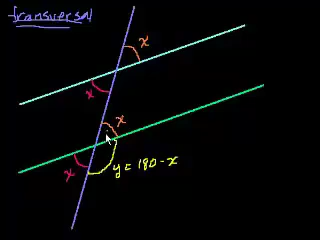 transversal
x
x
x
x
y = 180 - x